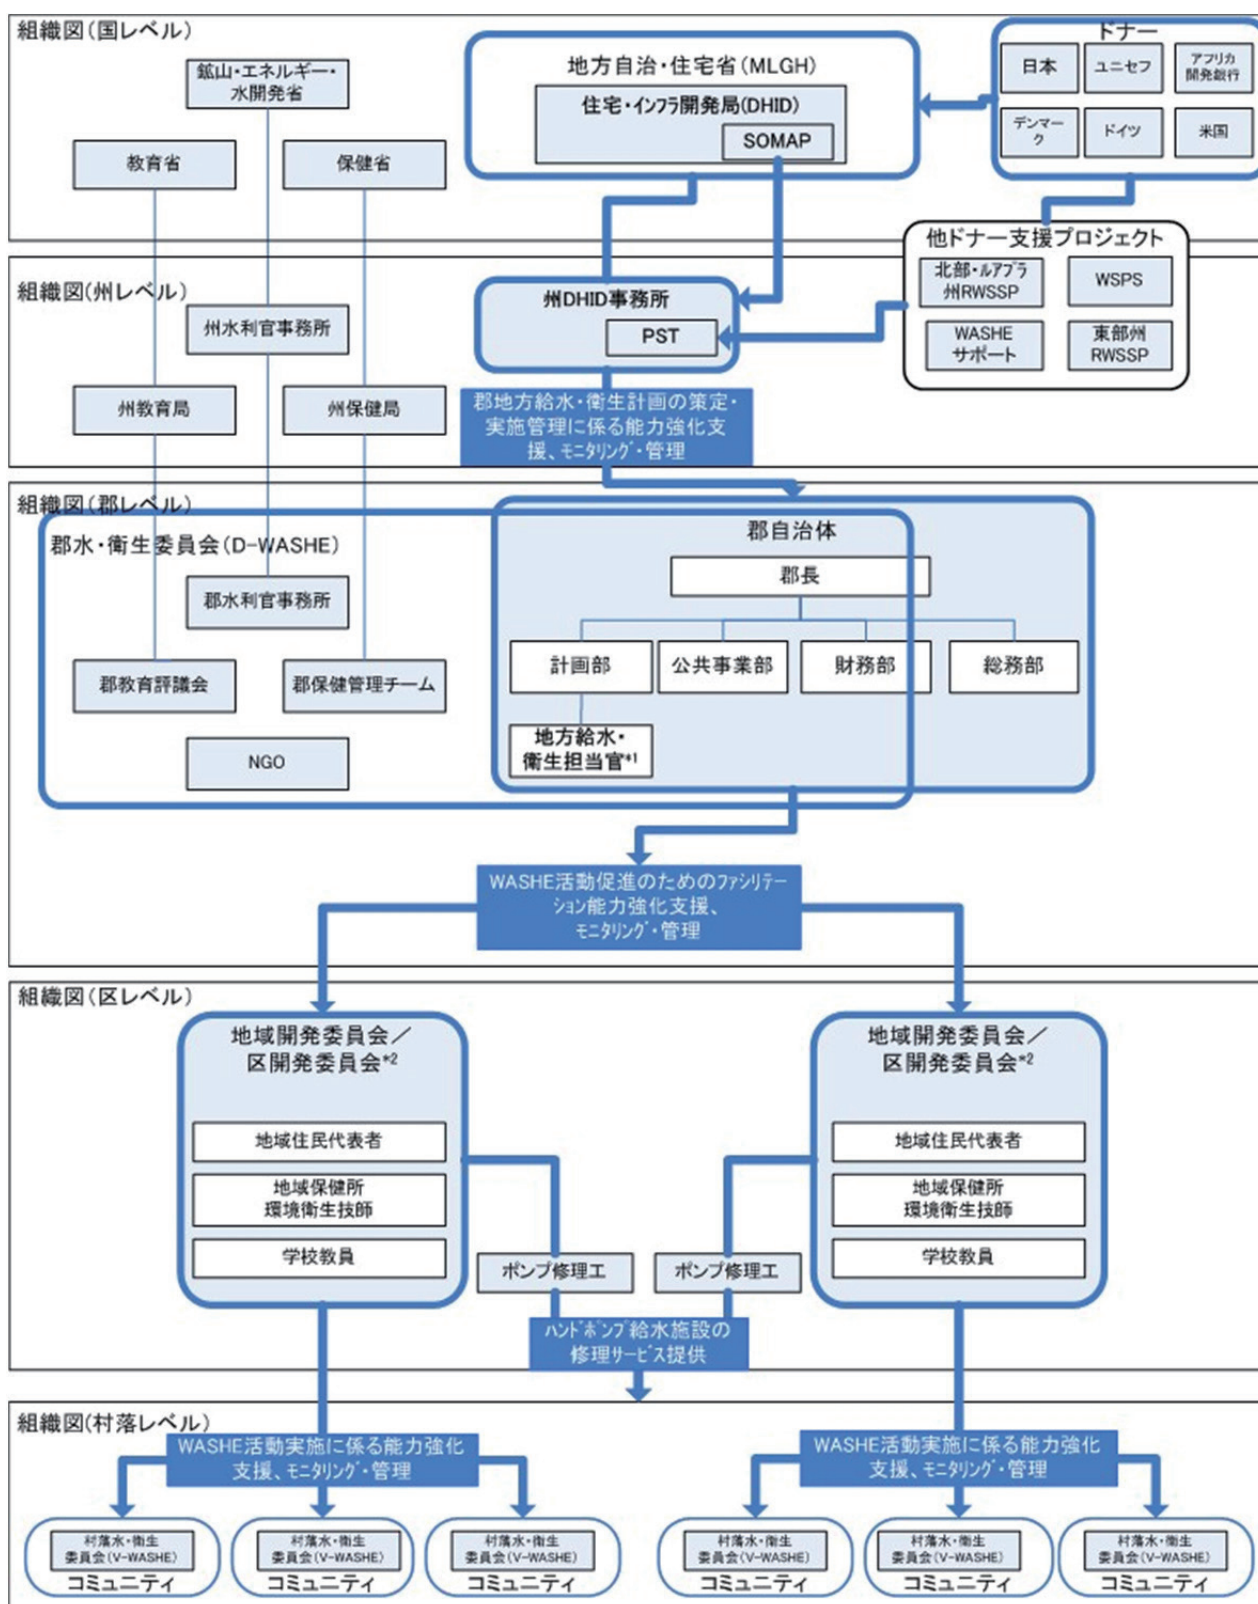 組織図(国レベル)
鉱山・エネルギー・
水開発省
教育省
保健省
地方自治・住宅省(MLGH)
住宅・インフラ開発局(DHID)
SOMAP
ドナー
日本
ユニセフ
アフリカ
開発銀行
デンマー
ク
ドイツ
米国
他ドナー支援プロジェクト
北部・ルアプラ
州RWSSP
WSPS
WASHE
サポート
東部州
RWSSP
組織図(州レベル)
州水利官事務所
州教育局
州保健局
州DHID事務所
PST
郡地方給水・衛生計画の策定・
実施管理に係る能力強化支
援、モニタリング・管理
組織図(郡レベル)
郡水・衛生委員会(D-WASHE)
郡水利官事務所
郡教育評議会
郡保健管理チーム
NGO
郡自治体
郡長
計画部
公共事業部
財務部
総務部
地方給水・
衛生担当官*1
WASHE活動促進のためのファシリテー
ション能力強化支援、
モニタリング・管理
組織図(区レベル)
地域開発委員会/
区開発委員会*2
地域住民代表者
地域保健所
環境衛生技師
学校教員
ポンプ修理工
ポンプ修理工
地域開発委員会/
区開発委員会*2
地域住民代表者
地域保健所
環境衛生技師
学校教員
ハンドポンプ給水施設の
修理サービス提供
組織図(村落レベル)
WASHE活動実施に係る能力強化
支援、モニタリング・管理
WASHE活動実施に係る能力強化
支援、モニタリング・管理
村落水・衛生
委員会(V-WASHE)
コミュニティ
村落水・衛生
委員会(V-WASHE)
コミュニティ
村落水・衛生
委員会(V-WASHE)
コミュニティ
村落水・衛生
委員会(V-WASHE)
コミュニティ
村落水・衛生
委員会(V-WASHE)
コミュニティ
村落水・衛生
委員会(V-WASHE)
コミュニティ